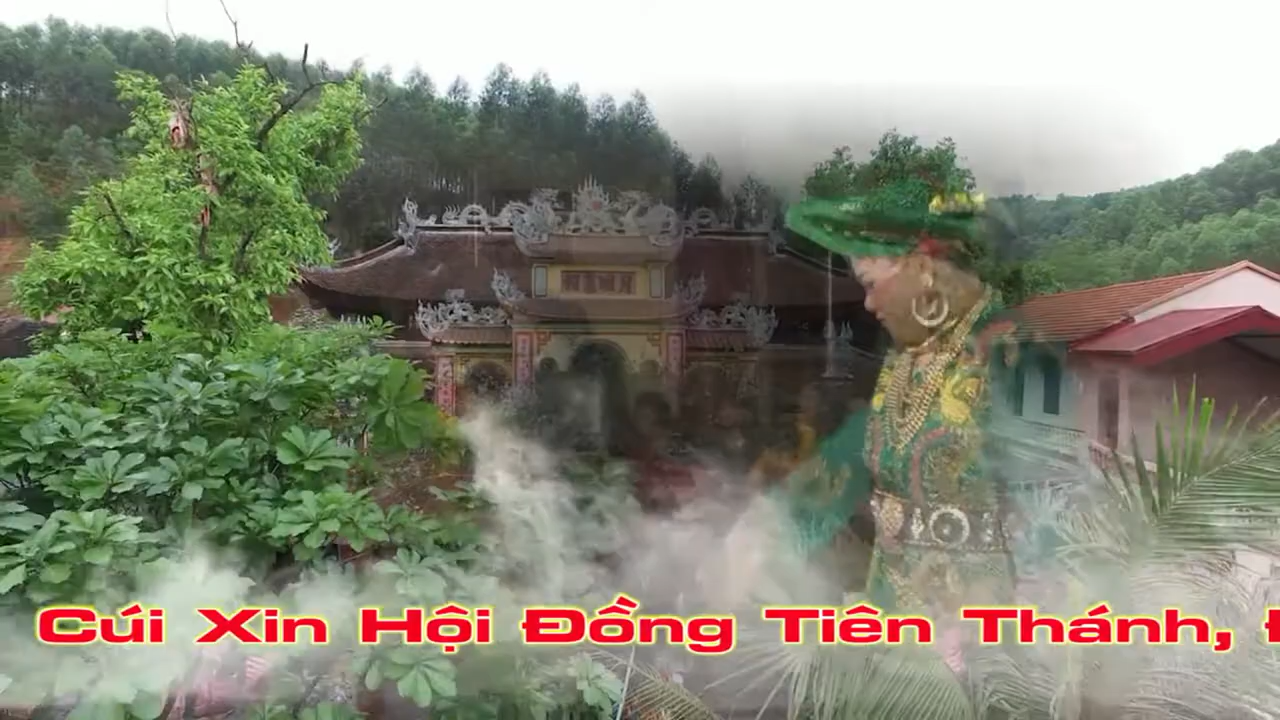 Cúi Xin Hội Đồng Tiên Thánh,